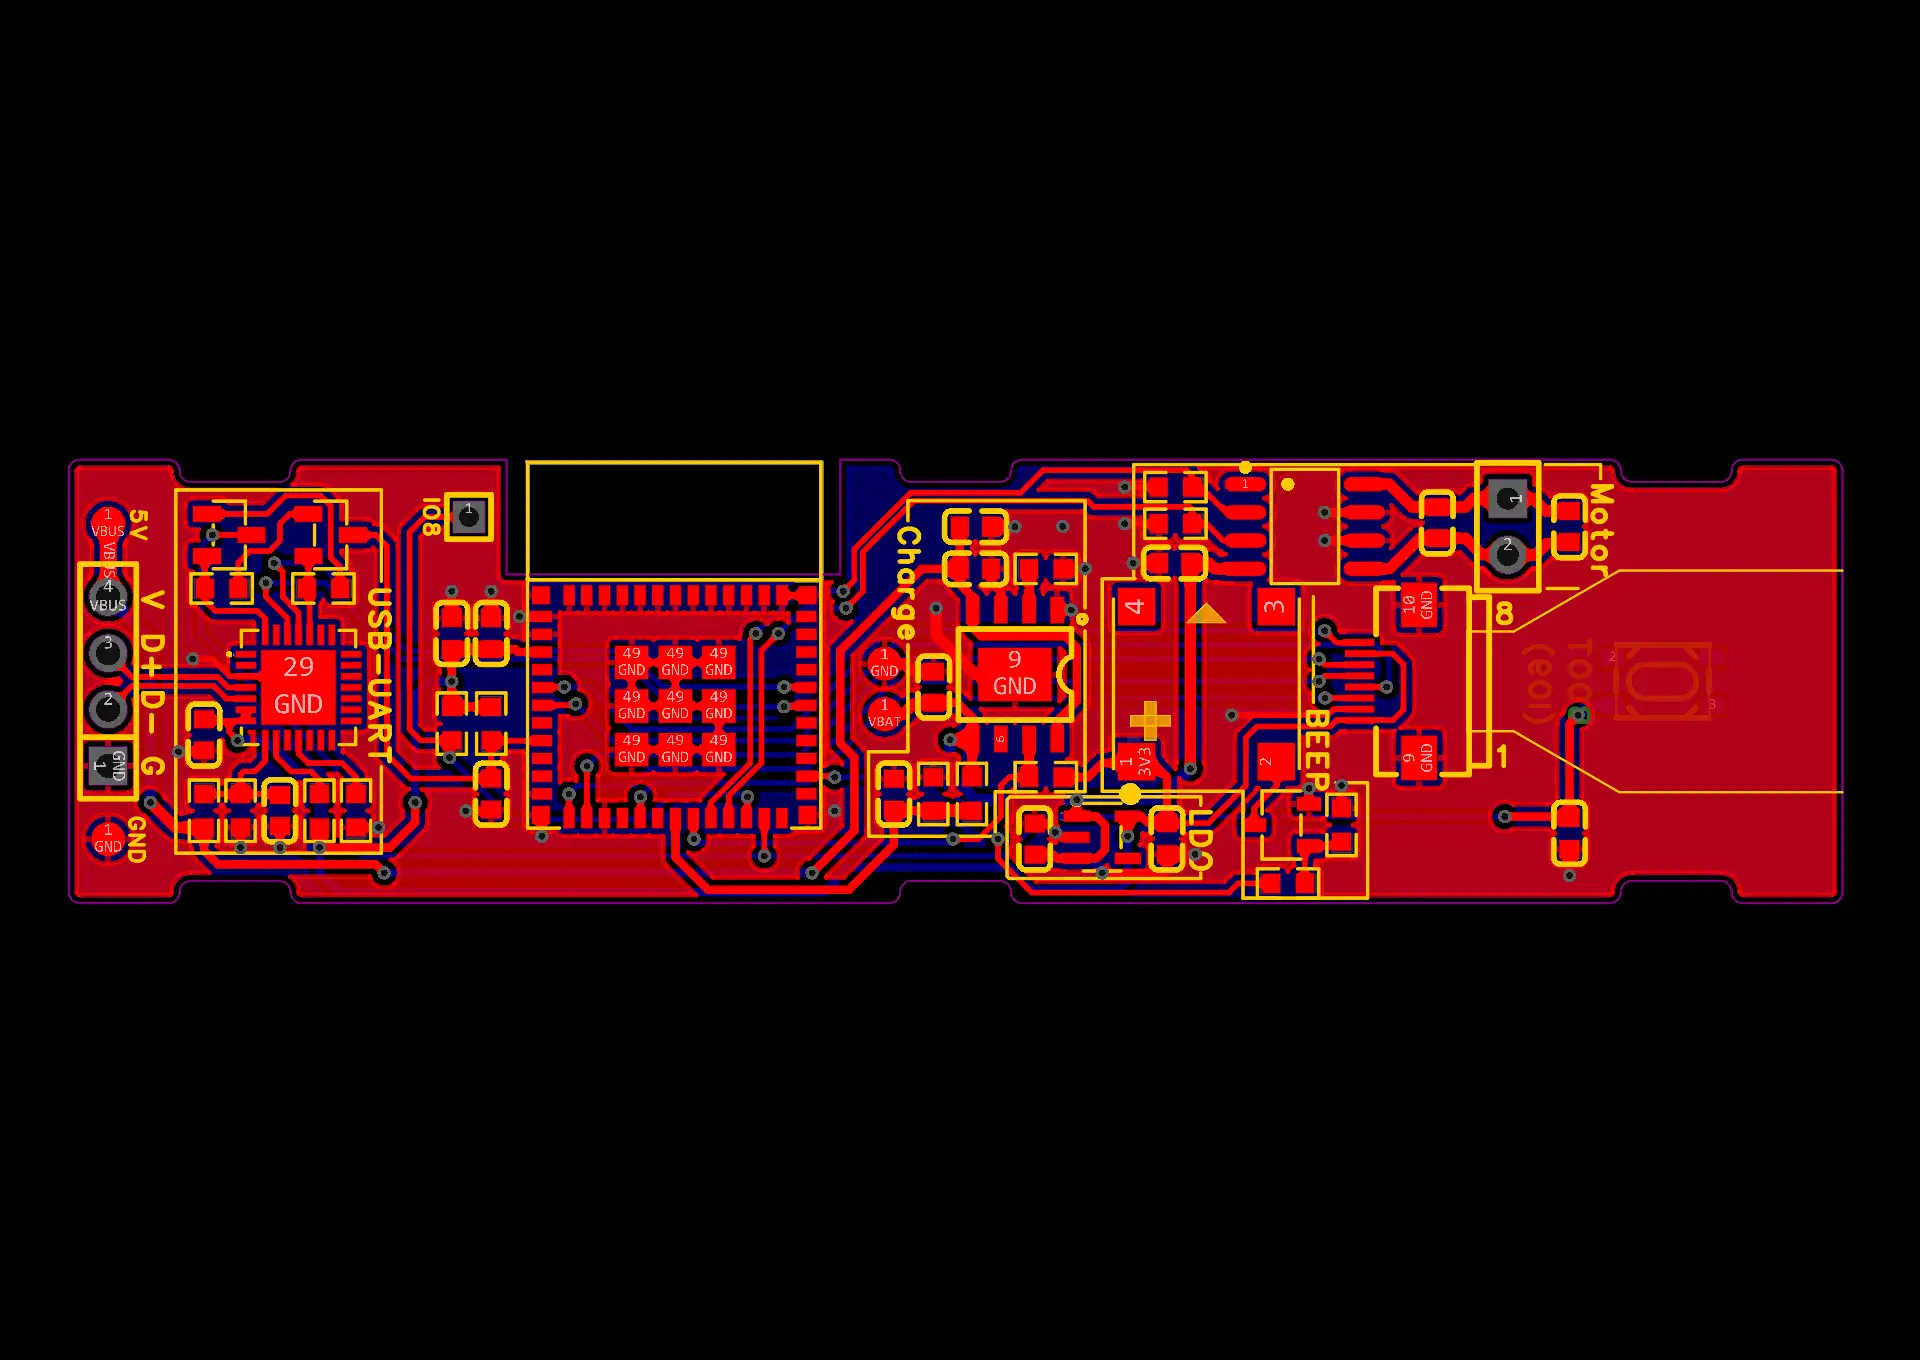 1
VBUS
5V
VBUS
4
VBUS
V
3
D+
2
D-
1
GND
G
1
GND
GND
USB-UART
29
GND
IO8
1
49
GND
49
GND
49
GND
49
GND
49
GND
49
GND
49
GND
49
GND
49
GND
Charge
1
GND
1
VBAT
9
GND
6
4
3
1
3V3
2
LDO
BEEP
1
10
GND
9
GND
8
1
1
2
Motor
2
3